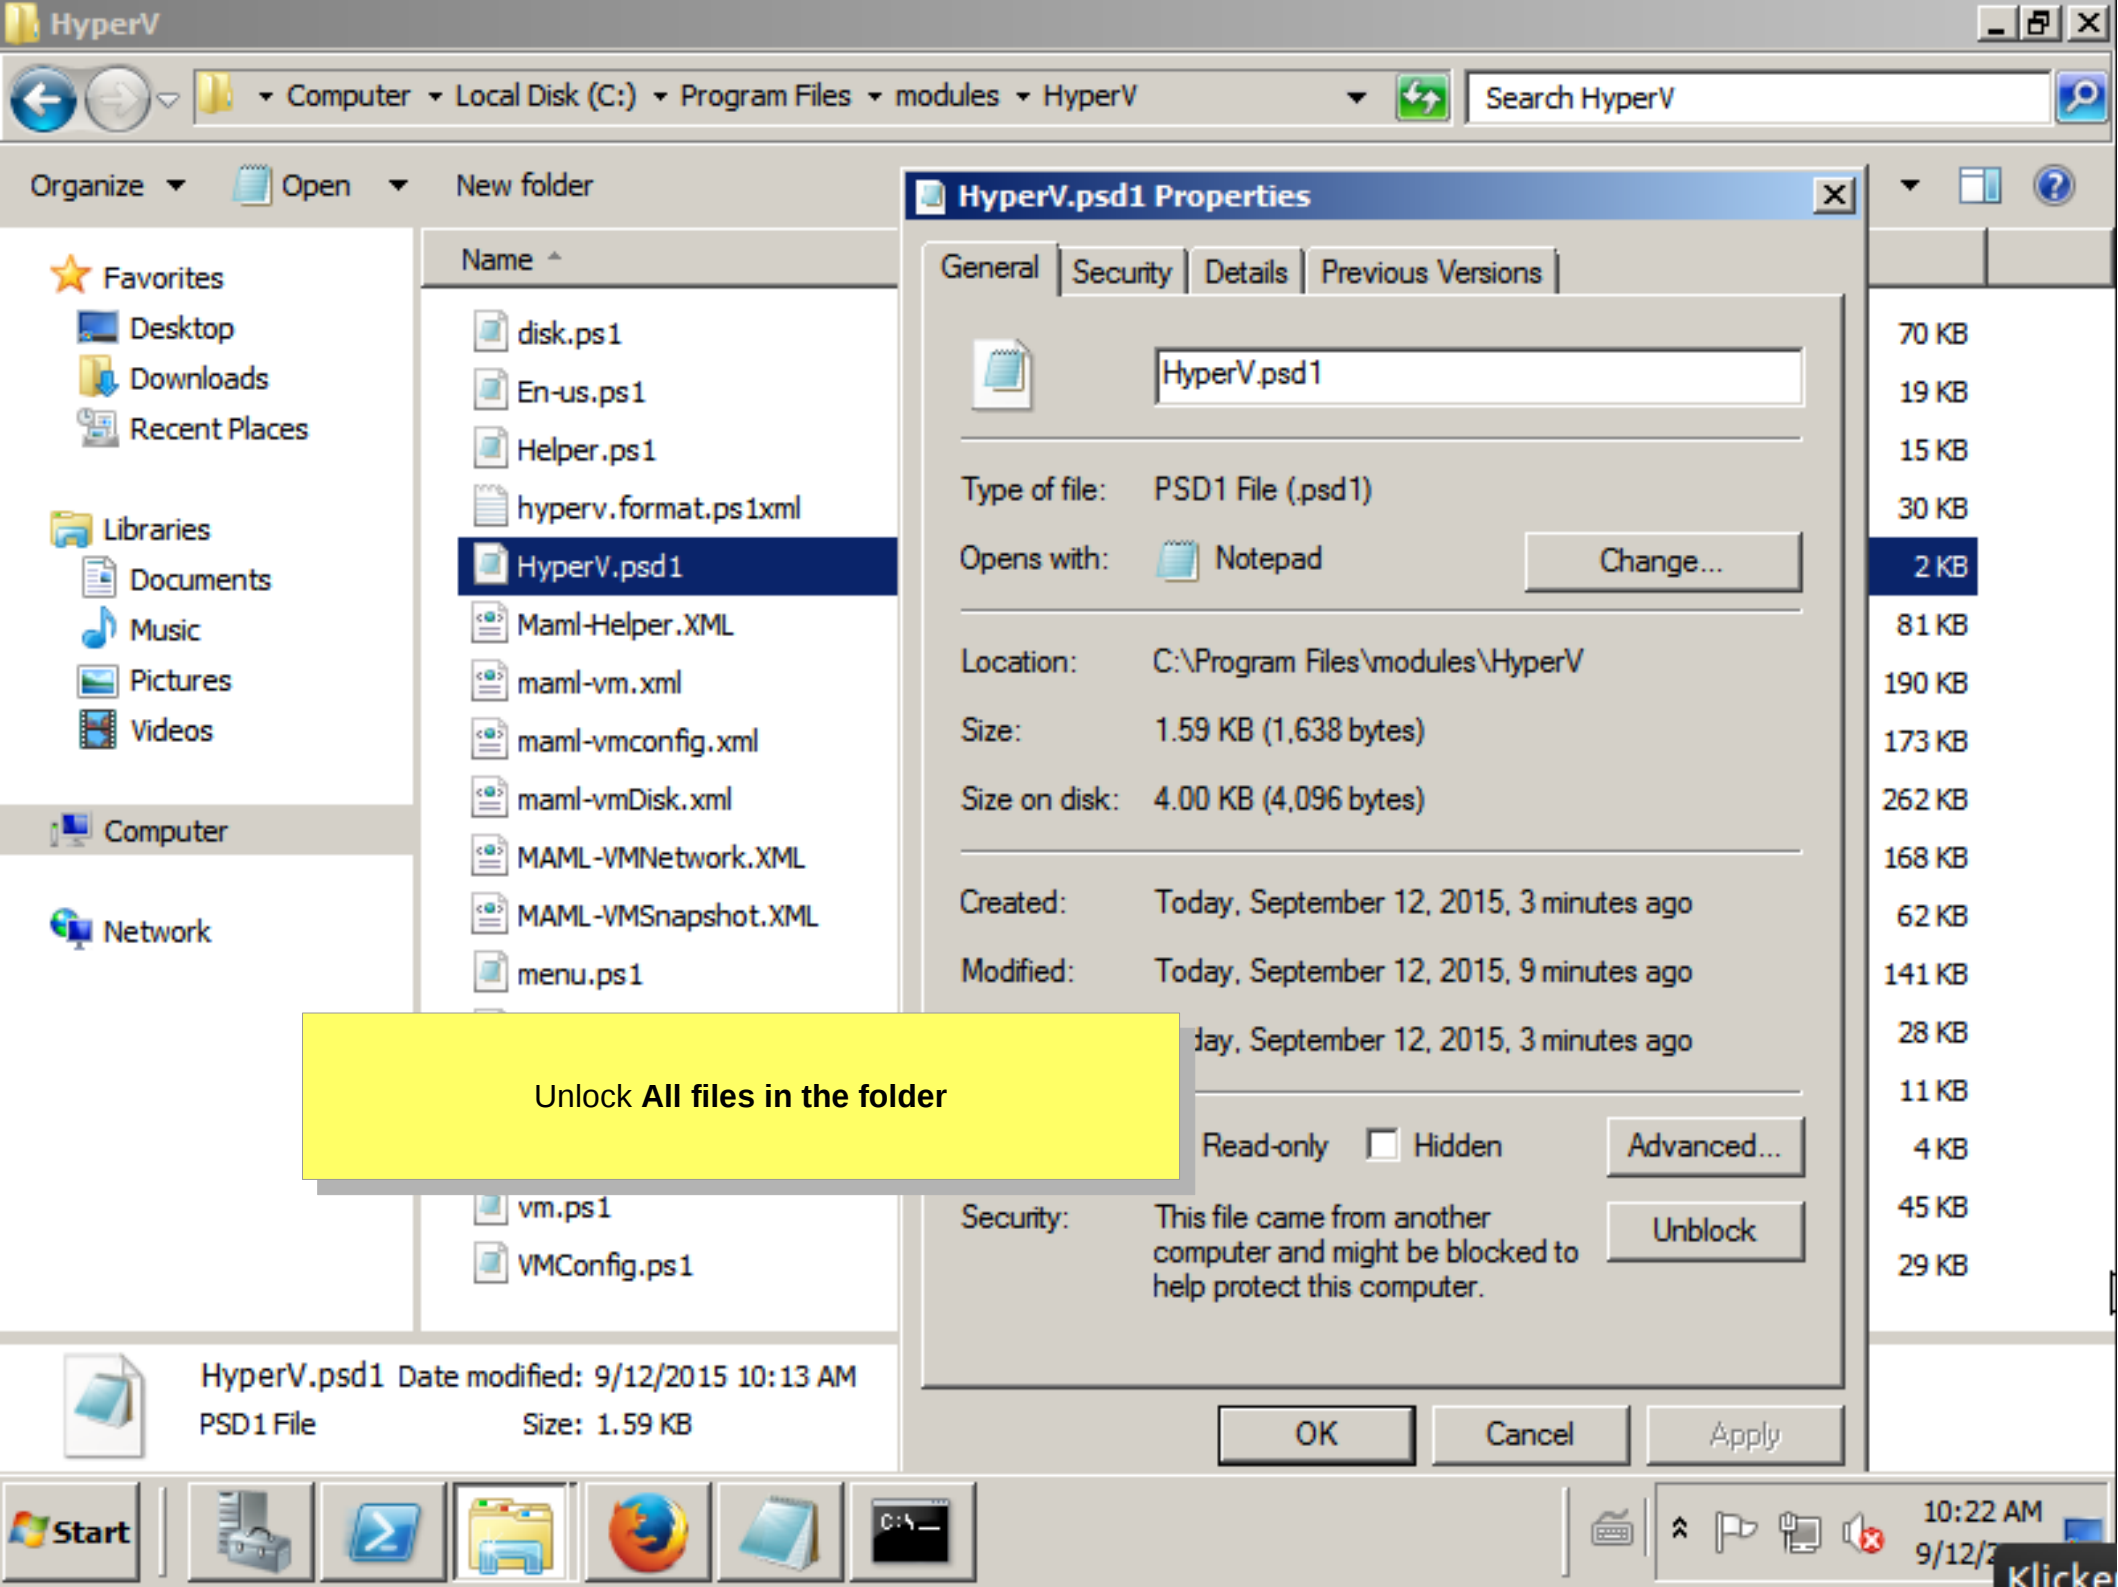 HyperV
Computer Local Disk (C:) Program Files modules HyperV
Search HyperV
Organize Open New folder
HyperV.psd1 Properties
Favorites
Desktop
Downloads
Recent Places
Libraries
Documents
Music
Pictures
Videos
Computer
Network
Name
disk.ps1
En-us.ps1
Helper.ps1
hyperv.format.ps1xml
HyperV.psd1
Maml-Helper.XML
maml-vm.xml
maml-vmconfig.xml
maml-vmDisk.xml
MAML-VMNetwork.XML
MAML-VMSnapshot.XML
menu.ps1
vm.ps1
VMConfig.ps1
General Security Details Previous Versions
HyperV.psd1
Type of file: PSD1 File (.psd1)
Opens with: Notepad Change...
Location: C:\Program Files\modules\HyperV
Size: 1.59 KB (1,638 bytes)
Size on disk: 4.00 KB (4,096 bytes)
Created: Today, September 12, 2015, 3 minutes ago
Modified: Today, September 12, 2015, 9 minutes ago
day, September 12, 2015, 3 minutes ago
Read-only Hidden Advanced...
Security: This file came from another
computer and might be blocked to
help protect this computer.
Unblock
OK Cancel Apply
70 KB
19 KB
15 KB
30 KB
2 KB
81 KB
190 KB
173 KB
262 KB
168 KB
62 KB
141 KB
28 KB
11 KB
4 KB
45 KB
29 KB
Unlock All files in the folder
HyperV.psd1 Date modified: 9/12/2015 10:13 AM
PSD1 File Size: 1.59 KB
Start
C:\
10:22 AM
9/12/2
Klicke